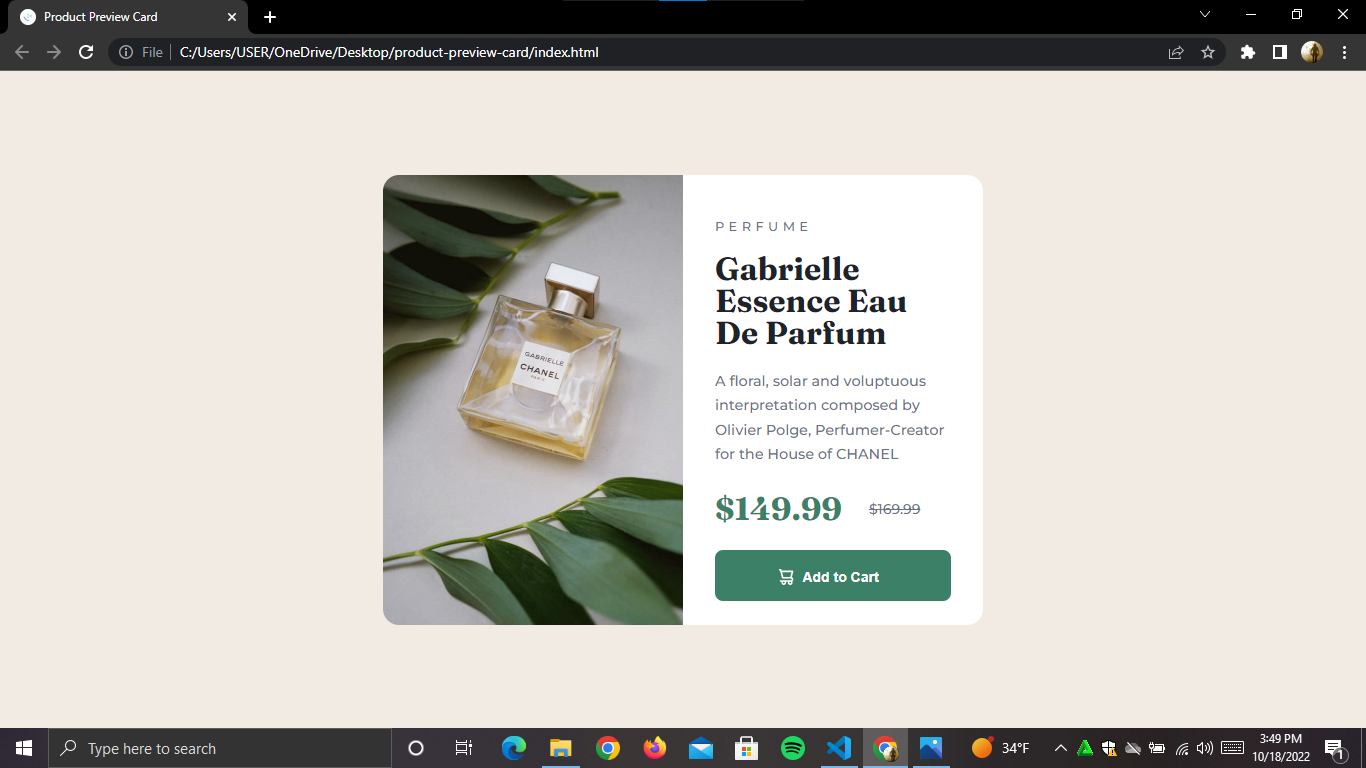 Product Preview Card
File
C:/Users/USER/OneDrive/Desktop/product-preview-card/index.html
GABRIELLE
CHANEL
PARIS
PERFUME
Gabrielle
Essence Eau
De Parfum
A floral, solar and voluptuous
interpretation composed by
Olivier Polge, Perfumer-Creator
for the House of CHANEL
$149.99
$169.99
Add to Cart
Type here to search
34°F
3:49 PM
10/18/2022
1